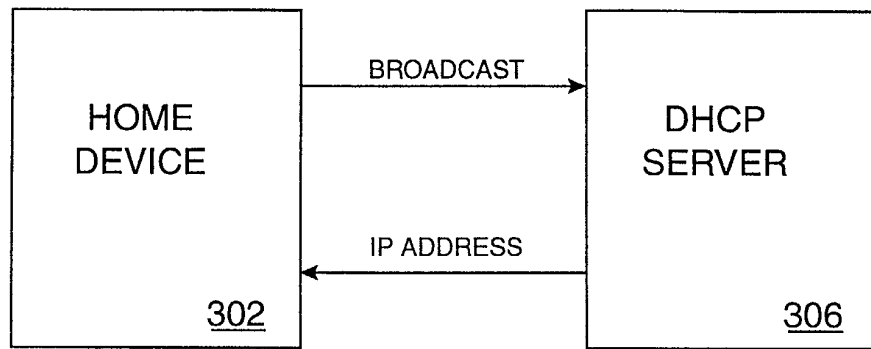 BROADCAST
HOME
DEVICE
DHCP
SERVER
IP ADDRESS
302
306